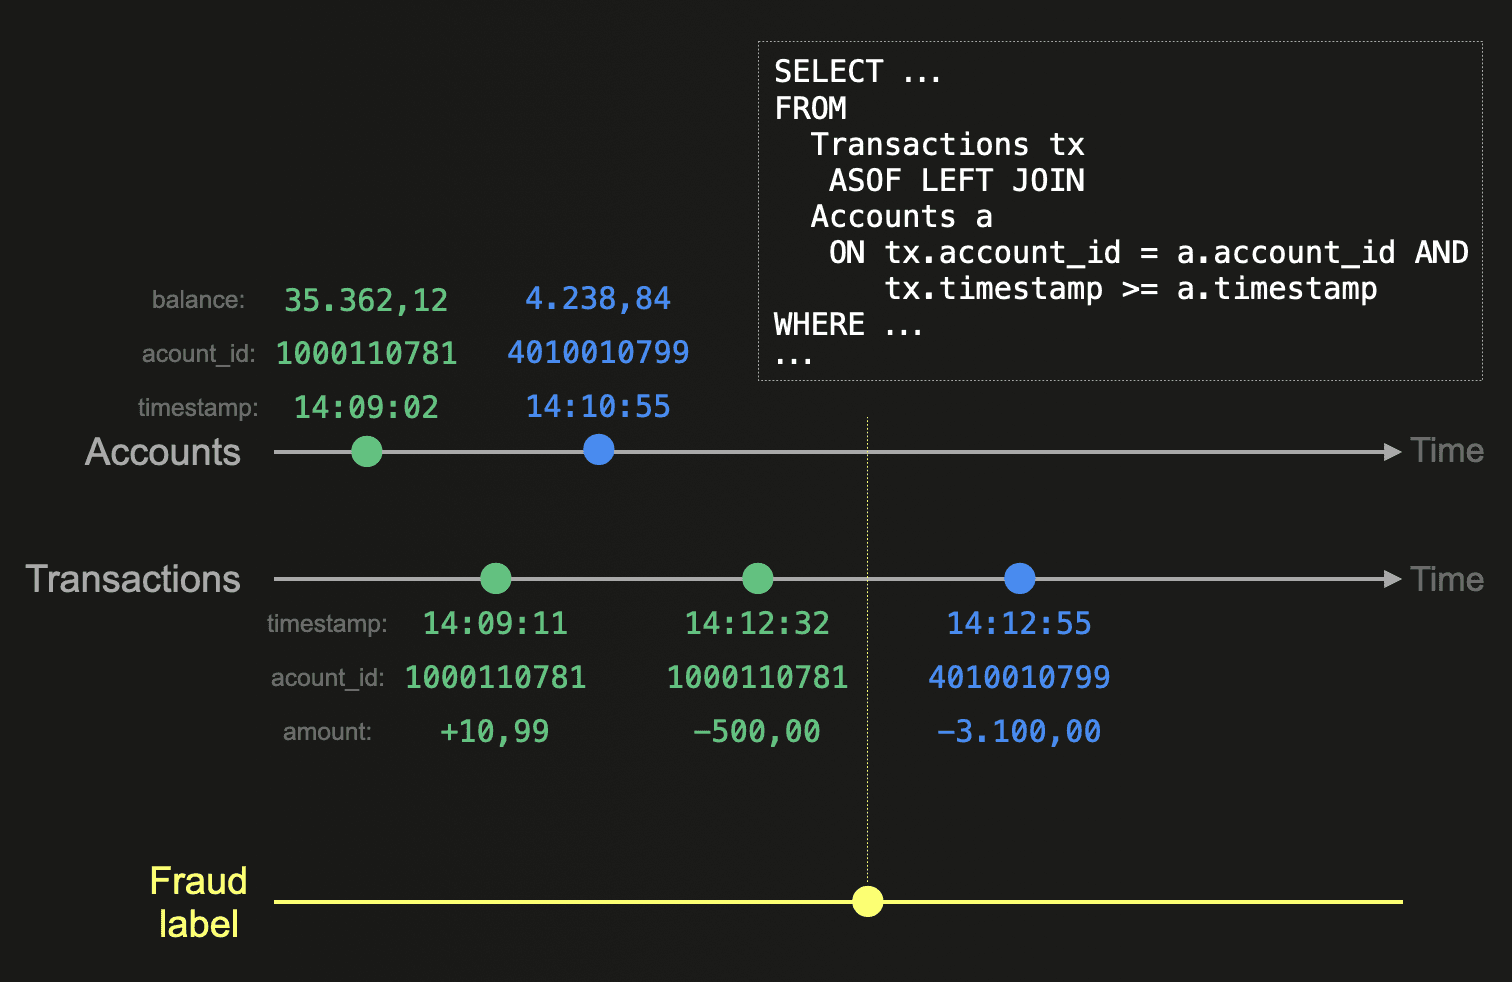 SELECT ...
FROM
Transactions tx
ASOF LEFT JOIN
Accounts a
ON tx.account_id = a.account_id AND
tx.timestamp >= a.timestamp
WHERE ...
...
balance: 35.362,12 4.238,84
acount_id: 1000110781 4010010799
timestamp: 14:09:02 14:10:55
Accounts Time
Transactions Time
timestamp: 14:09:11 14:12:32 14:12:55
acount_id: 1000110781 1000110781 4010010799
amount: +10,99 -500,00 -3.100,00
Fraud
label